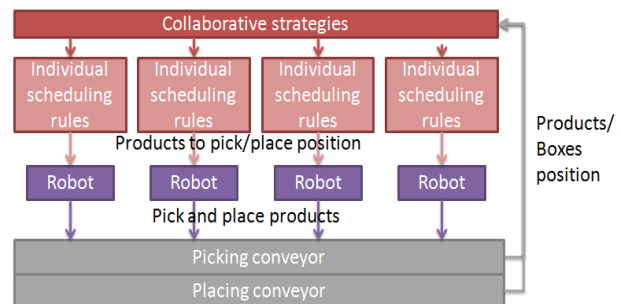 Collaborative strategies
Individual scheduling rules
Individual scheduling rules
Individual scheduling rules
Individual scheduling rules
Products to pick/place position
Products/
Boxes
position
Robot
Robot
Robot
Robot
Pick and place products
Picking conveyor
Placing conveyor